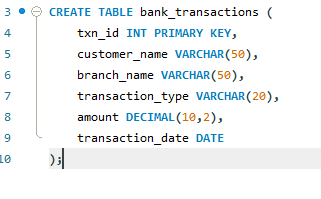 3 CREATE TABLE bank_transactions (
4 txn_id INT PRIMARY KEY,
5 customer_name VARCHAR(50),
6 branch_name VARCHAR(50),
7 transaction_type VARCHAR(20),
8 amount DECIMAL(10,2),
9 transaction_date DATE
10 );